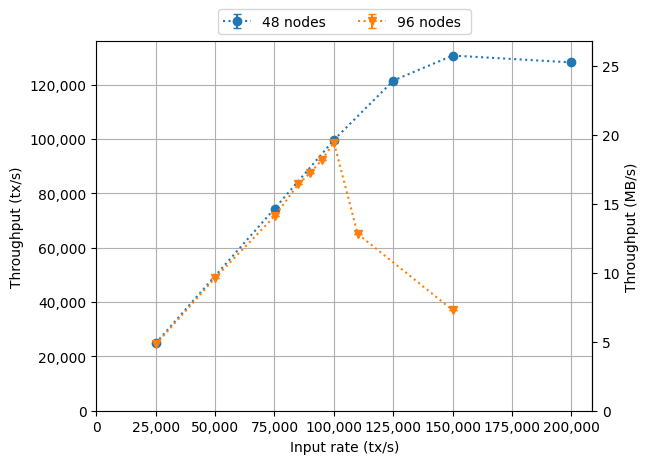 48 nodes 96 nodes
120,000
100,000
80,000
60,000
40,000
20,000
0
Throughput (tx/s)
25
20
15
10
5
0
Throughput (MB/s)
0 25,000 50,000 75,000 100,000 125,000 150,000 175,000 200,000
Input rate (tx/s)